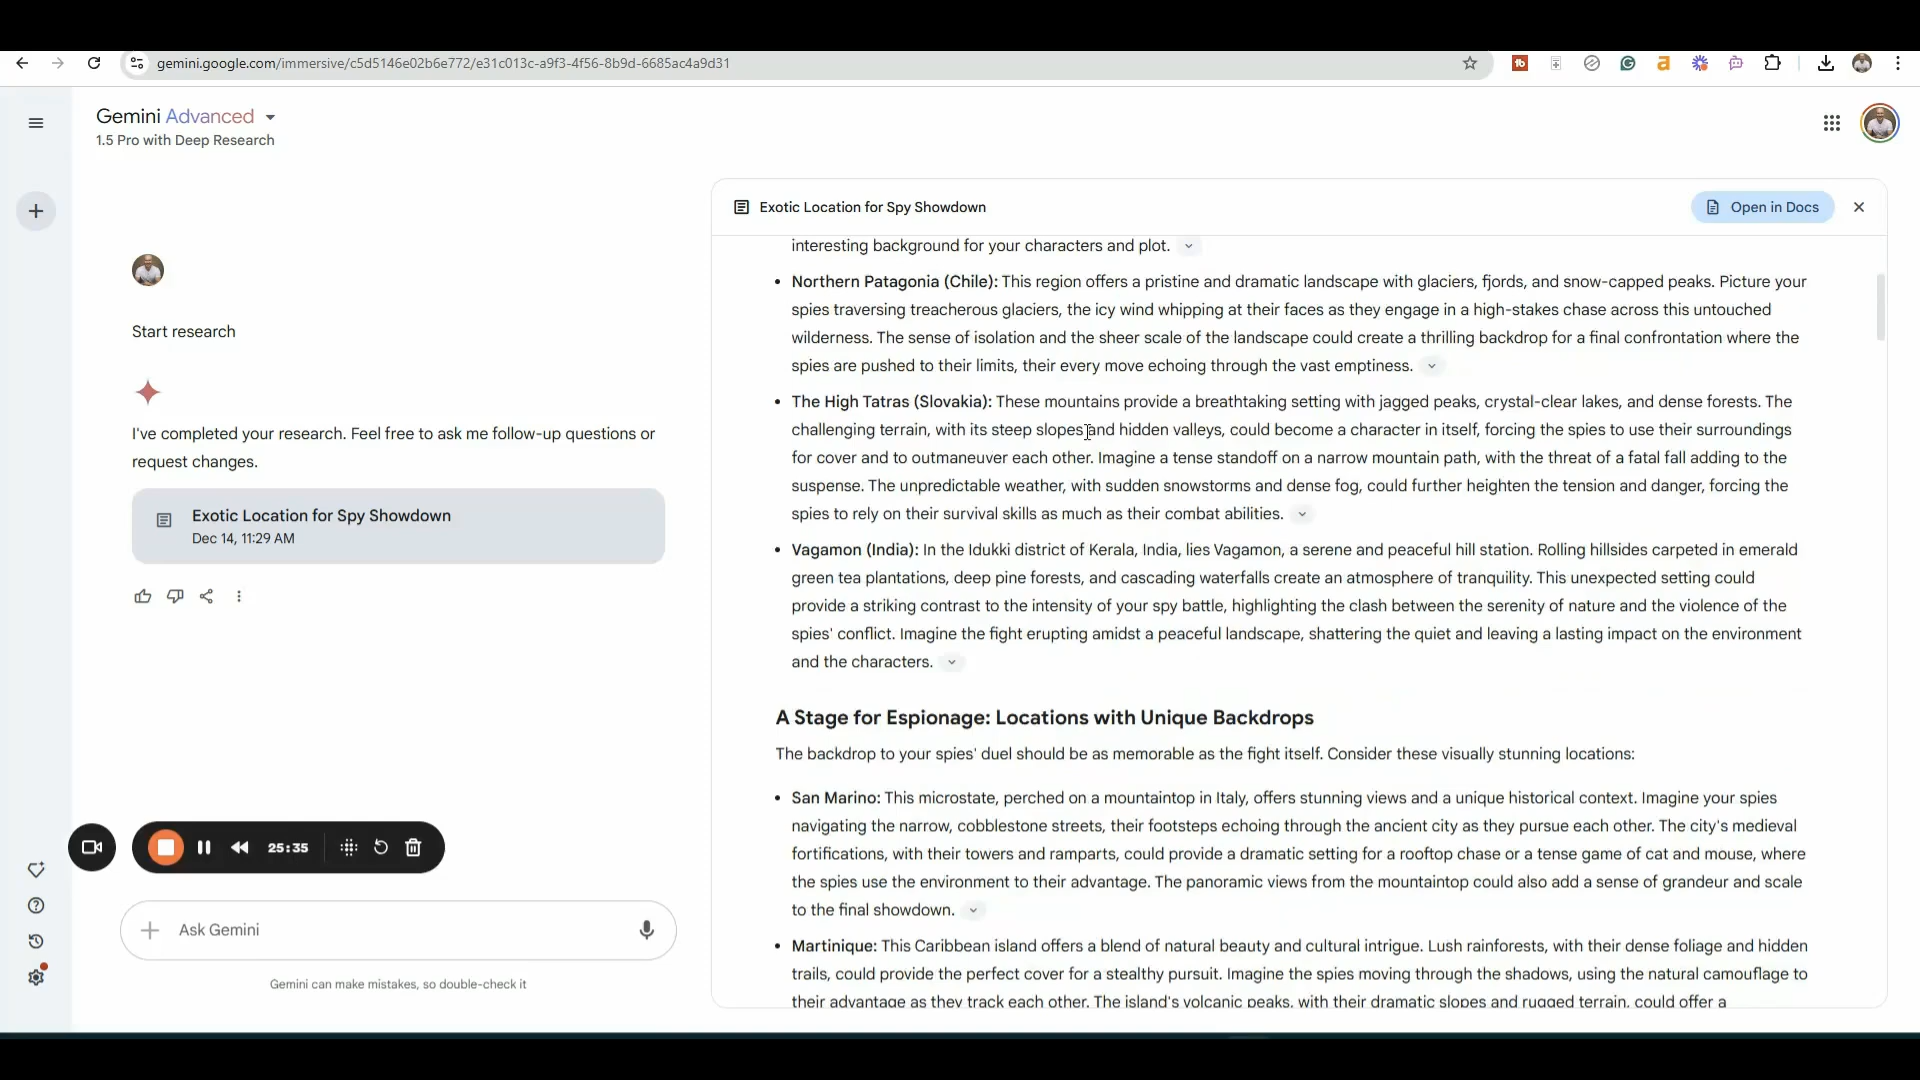 gemini.google.com/immersive/c5d5146e02b6e772/e31c013c-a9f3-4f56-8b9d-6685ac4a9d31
Gemini Advanced
1.5 Pro with Deep Research
Start research
I've completed your research. Feel free to ask me follow-up questions or
request changes.
Exotic Location for Spy Showdown
Dec 14, 11:29 AM
25:35
Ask Gemini
Gemini can make mistakes, so double-check it
Exotic Location for Spy Showdown
Open in Docs
interesting background for your characters and plot.
• Northern Patagonia (Chile): This region offers a pristine and dramatic landscape with glaciers, fjords, and snow-capped peaks. Picture your
spies traversing treacherous glaciers, the icy wind whipping at their faces as they engage in a high-stakes chase across this untouched
wilderness. The sense of isolation and the sheer scale of the landscape could create a thrilling backdrop for a final confrontation where the
spies are pushed to their limits, their every move echoing through the vast emptiness.
• The High Tatras (Slovakia): These mountains provide a breathtaking setting with jagged peaks, crystal-clear lakes, and dense forests. The
challenging terrain, with its steep slopes and hidden valleys, could become a character in itself, forcing the spies to use their surroundings
for cover and to outmaneuver each other. Imagine a tense standoff on a narrow mountain path, with the threat of a fatal fall adding to the
suspense. The unpredictable weather, with sudden snowstorms and dense fog, could further heighten the tension and danger, forcing the
spies to rely on their survival skills as much as their combat abilities.
• Vagamon (India): In the Idukki district of Kerala, India, lies Vagamon, a serene and peaceful hill station. Rolling hillsides carpeted in emerald
green tea plantations, deep pine forests, and cascading waterfalls create an atmosphere of tranquility. This unexpected setting could
provide a striking contrast to the intensity of your spy battle, highlighting the clash between the serenity of nature and the violence of the
spies' conflict. Imagine the fight erupting amidst a peaceful landscape, shattering the quiet and leaving a lasting impact on the environment
and the characters.
A Stage for Espionage: Locations with Unique Backdrops
The backdrop to your spies' duel should be as memorable as the fight itself. Consider these visually stunning locations:
• San Marino: This microstate, perched on a mountaintop in Italy, offers stunning views and a unique historical context. Imagine your spies
navigating the narrow, cobblestone streets, their footsteps echoing through the ancient city as they pursue each other. The city's medieval
fortifications, with their towers and ramparts, could provide a dramatic setting for a rooftop chase or a tense game of cat and mouse, where
the spies use the environment to their advantage. The panoramic views from the mountaintop could also add a sense of grandeur and scale
to the final showdown.
• Martinique: This Caribbean island offers a blend of natural beauty and cultural intrigue. Lush rainforests, with their dense foliage and hidden
trails, could provide the perfect cover for a stealthy pursuit. Imagine the spies moving through the shadows, using the natural camouflage to
their advantage as they track each other. The island's volcanic peaks, with their dramatic slopes and rugged terrain, could offer a